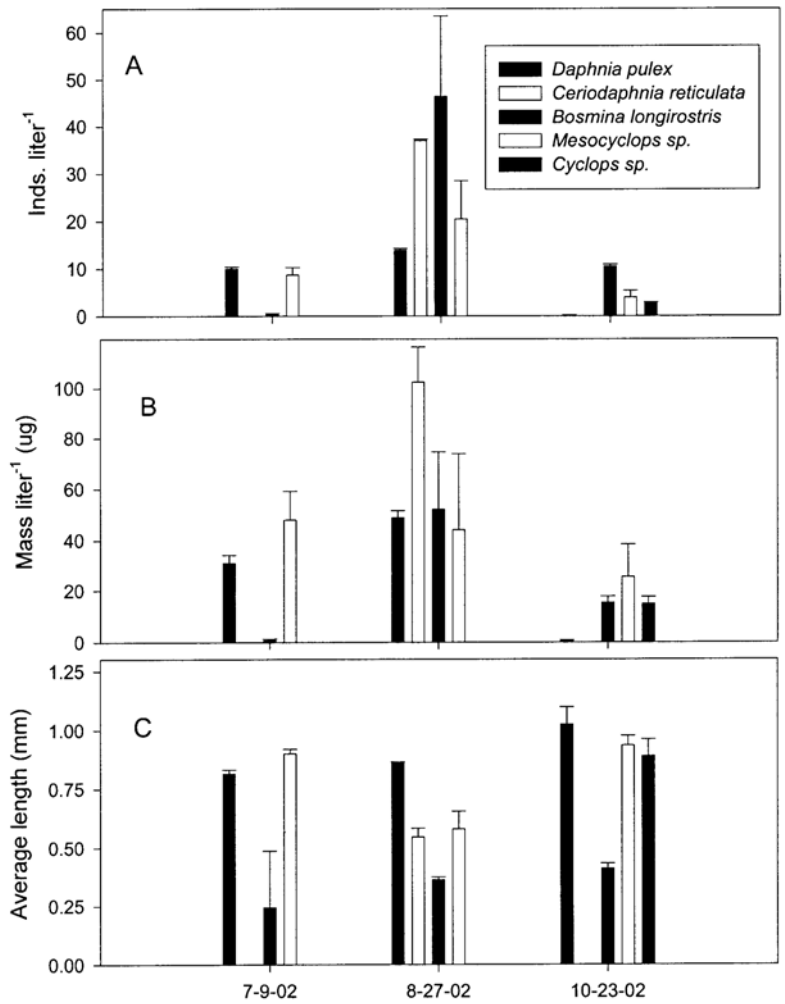 A
Inds. liter-1
60
50
40
30
20
10
0
Daphnia pulex
Ceriodaphnia reticulata
Bosmina longirostris
Mesocyclops sp.
Cyclops sp.
B
Mass liter-1 (ug)
100
80
60
40
20
0
C
Average length (mm)
1.25
1.00
0.75
0.50
0.25
0.00
7-9-02
8-27-02
10-23-02